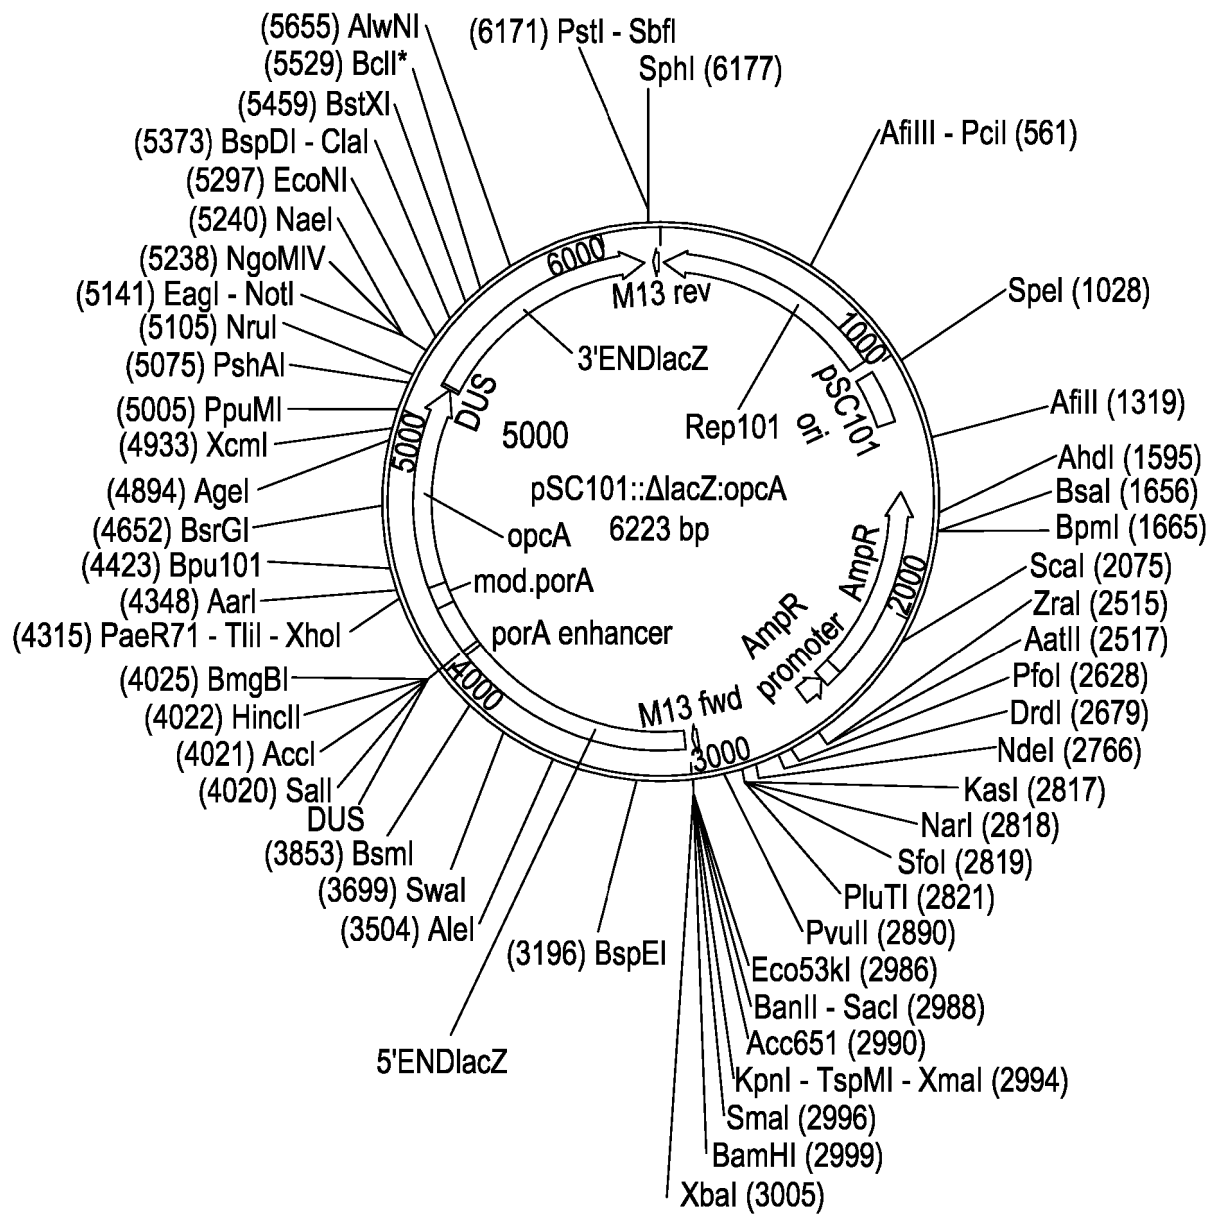 (5655) AlwNI
(6171) PstI - SbfI
(5529) BclI*
SphI (6177)
(5459) BstXI
(5373) BspDI - ClaI
AfiIII - PciI (561)
(5297) EcoNI
(5240) NaeI
(5238) NgoMIV
(5141) EagI - NotI
(5105) NruI
(5075) PshAI
(5005) PpuMI
(4933) XcmI
(4894) AgeI
(4652) BsrGI
(4423) Bpu101
(4348) AarI
(4315) PaeR71 - TliI - XhoI
(4025) BmgBI
(4022) HincII
(4021) AccI
(4020) SalI
DUS
(3853) BsmI
(3699) SwaI
(3504) AleI
(3196) BspEI
5'ENDlacZ
SpeI (1028)
AfiII (1319)
AhdI (1595)
BsaI (1656)
BpmI (1665)
ScaI (2075)
ZraI (2515)
AatII (2517)
PfoI (2628)
DrdI (2679)
NdeI (2766)
KasI (2817)
NarI (2818)
SfoI (2819)
PluTI (2821)
PvuII (2890)
Eco53kI (2986)
BanII - SacI (2988)
Acc651 (2990)
KpnI - TspMI - XmaI (2994)
SmaI (2996)
BamHI (2999)
XbaI (3005)
6000
M13 rev
1000
3'ENDlacZ
DUS
5000
5000
Rep101
pSC101
ori
pSC101::ΔlacZ:opcA
6223 bp
opcA
mod.porA
porA enhancer
AmpR
2000
AmpR
promoter
4000
M13 fwd
3000